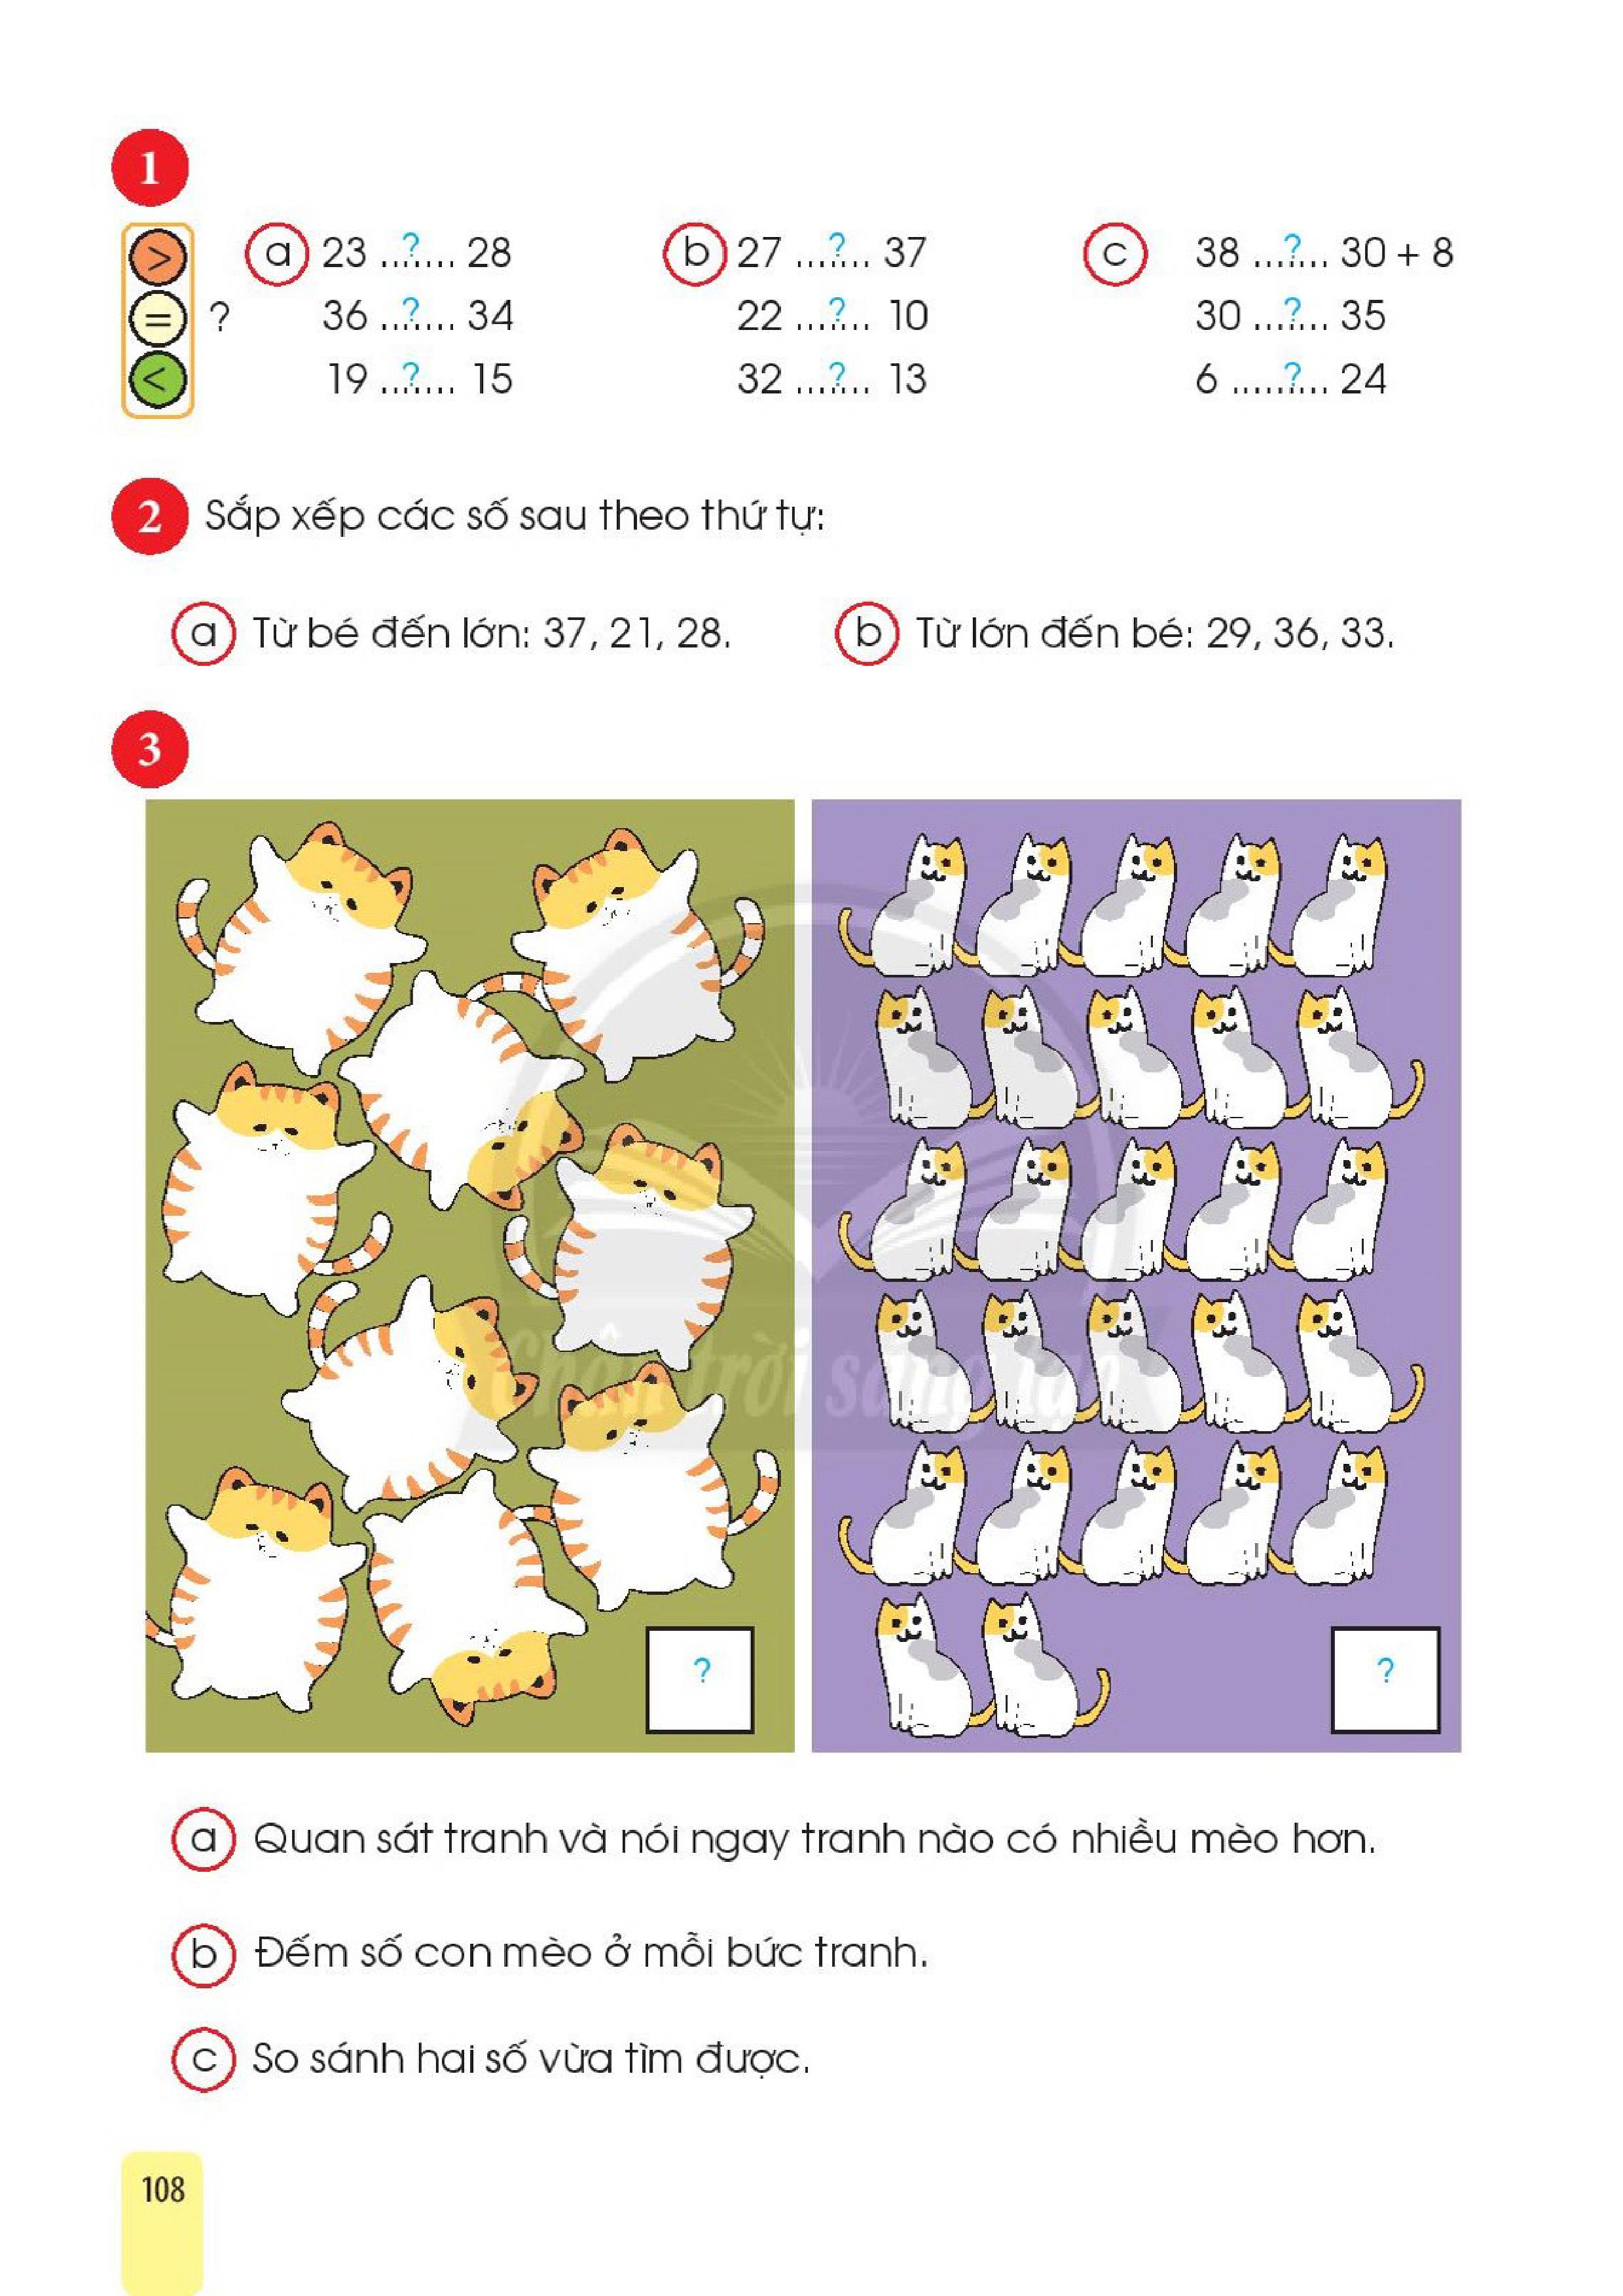 1
> = < ?
a 23 ...?.... 28
36 ...?.... 34
19 ...?.... 15
b 27 ...?... 37
22 ...?... 10
32 ...?... 13
c 38 ...?... 30 + 8
30 ...?... 35
6 .....?... 24
2 Sắp xếp các số sau theo thứ tự:
a Từ bé đến lớn: 37, 21, 28.
b Từ lớn đến bé: 29, 36, 33.
3
Chân trời sáng tạo
?
?
a Quan sát tranh và nói ngay tranh nào có nhiều mèo hơn.
b Đếm số con mèo ở mỗi bức tranh.
c So sánh hai số vừa tìm được.
108